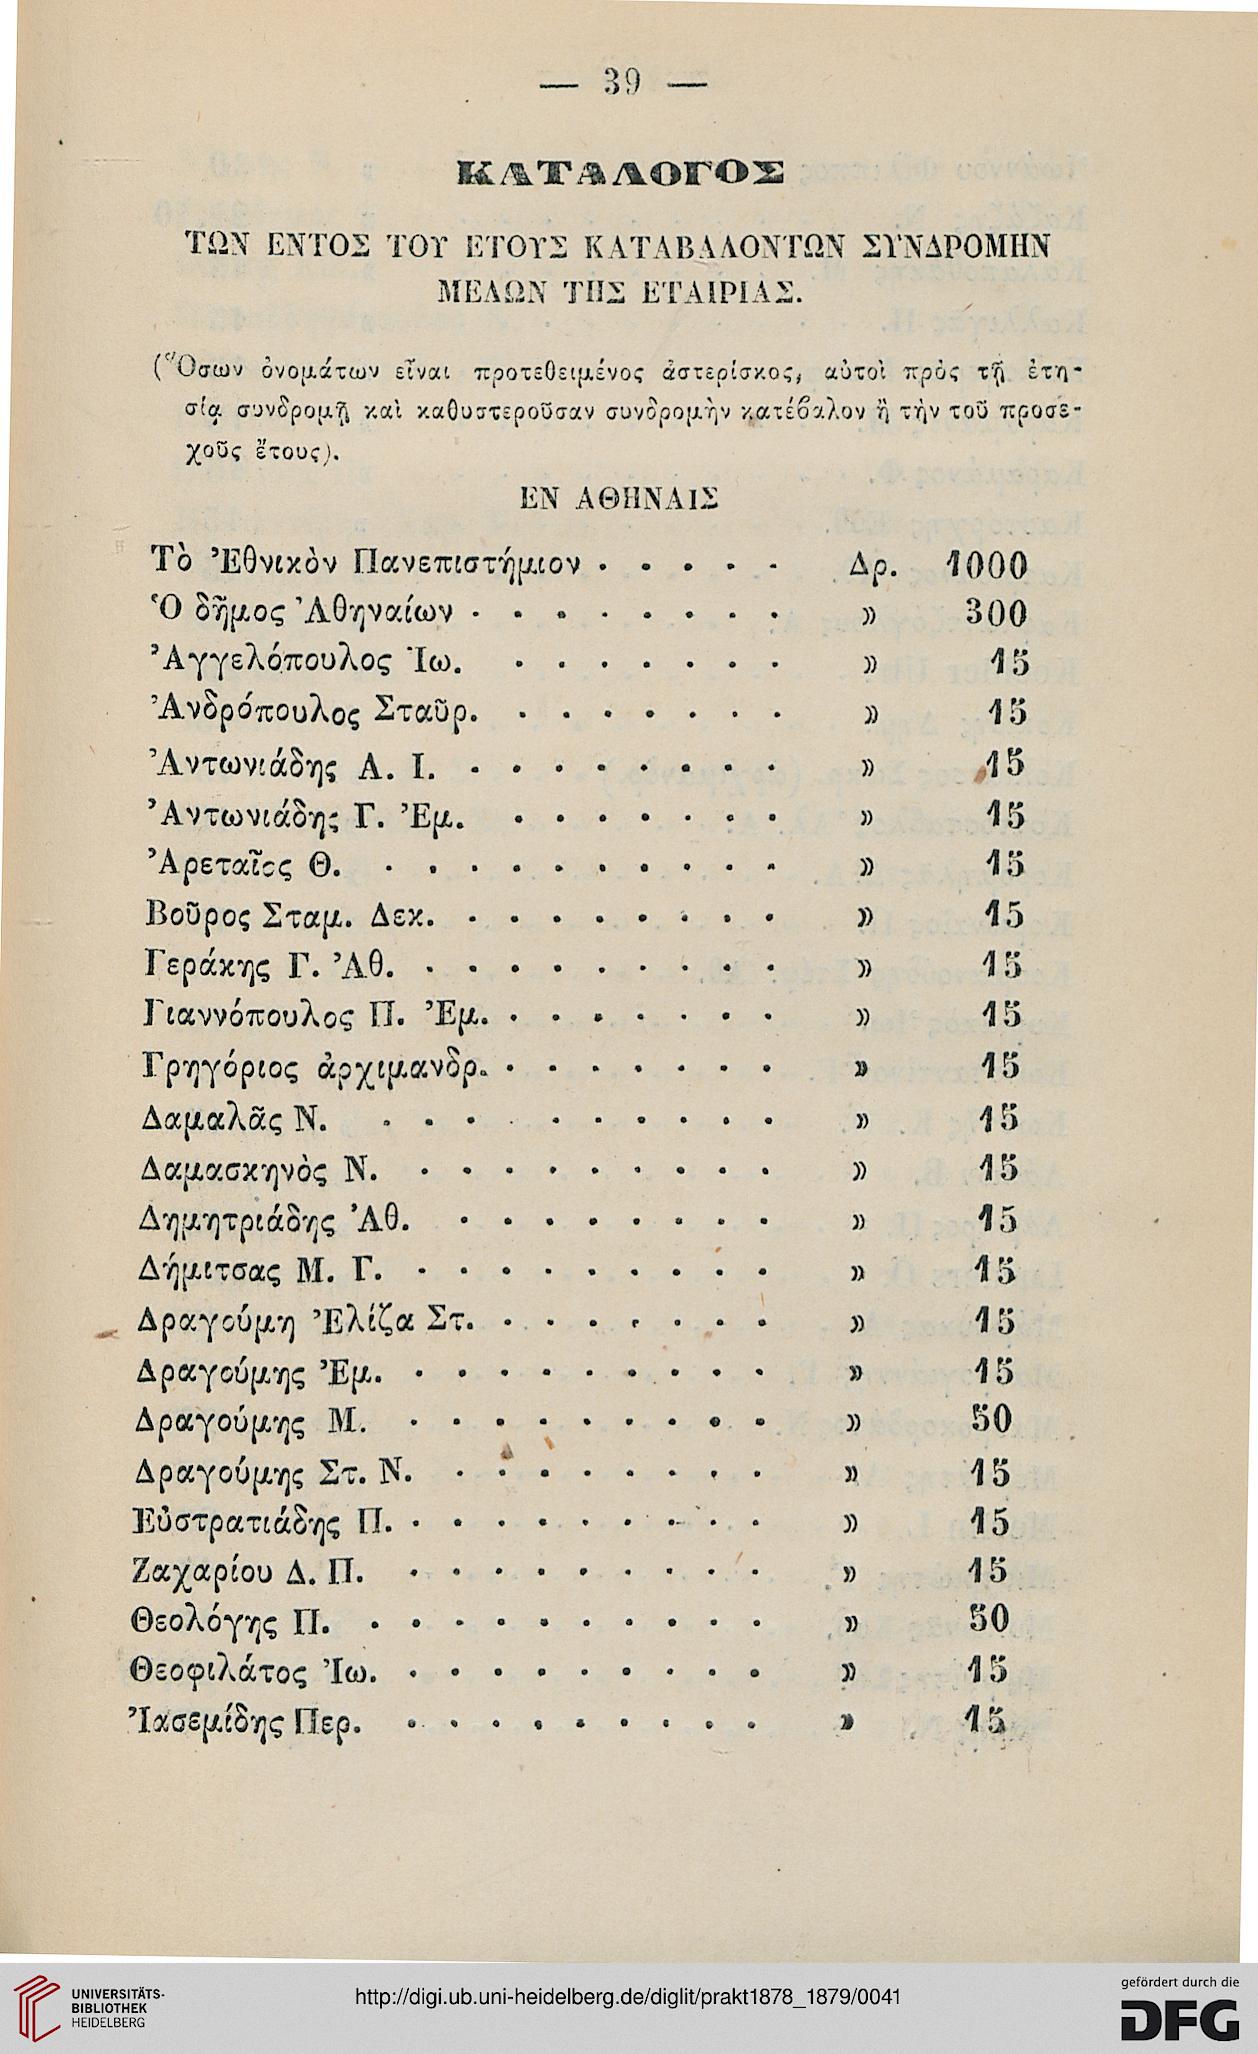 — 39 —
ΚΑΤΑΛΟΓΟΣ
ΤΩΝ ΕΝΤΟΣ ΤΟΥ ΕΤΟΥΣ ΚΑΤΑΒΑΛΟΝΤΩΝ ΣΥΝΔΡΟΜΗΝ
ΜΕΛΩΝ ΤΗΣ ΕΤΑΙΡΙΑΣ.
(Ὅσων ὀνομάτων εἶναι προτεθειμένος ἀστερίσκος, αὐτοὶ πρὸς τῇ ἐτη-
σίᾳ συνδρομῇ καὶ καθυστεροῦσαν συνδρομὴν κατέβαλον ἢ τὴν τοῦ προσε-
χοῦς ἔτους).
ΕΝ ΑΘΗΝΑΙΣ
Τὸ Ἐθνικὸν Πανεπιστήμιον . . . . . Δρ. 1000
Ὁ δῆμος Ἀθηναίων . . . . . . . . » 300
Ἀγγελόπουλος Ἰω. . . . . . . . » 15
Ἀνδρόπουλος Σταῦρ. . . . . . . . » 15
Ἀντωνιάδης Α. Ι. . . . . . . . . » 15
Ἀντωνιάδης Γ. Ἐμ. . . . . . . . » 15
Ἀρεταῖος Θ. . . . . . . . . . . » 15
Βοῦρος Σταμ. Δεκ. . . . . . . . . » 15
Γεράκης Γ. Ἀθ. . . . . . . . . . » 15
Γιαννόπουλος Π. Ἐμ. . . . . . . . » 15
Γρηγόριος ἀρχιμανδρ. . . . . . . . » 15
Δαμαλᾶς Ν. . . . . . . . . . » 15
Δαμασκηνὸς Ν. . . . . . . . . . » 15
Δημητριάδης Ἀθ. . . . . . . . . » 15
Δήμιτσας Μ. Γ. . . . . . . . . . » 15
Δραγούμη Ἐλίζα Στ. . . . . . . . » 15
Δραγούμης Ἐμ. . . . . . . . . . » 15
Δραγούμης Μ. . . . . . . . . . » 50
Δραγούμης Στ. Ν. . . . . . . . . » 15
Εὐστρατιάδης Π. . . . . . . . . . » 15
Ζαχαρίου Δ. Π. . . . . . . . . . » 15
Θεολόγης Π. . . . . . . . . . . » 50
Θεοφιλάτος Ἰω. . . . . . . . . . » 15
Ἰασεμίδης Περ. . . . . . . . . . » 15
UNIVERSITÄTS-
BIBLIOTHEK
HEIDELBERG
http://digi.ub.uni-heidelberg.de/diglit/prakt1878_1879/0041
gefördert durch die
DFG